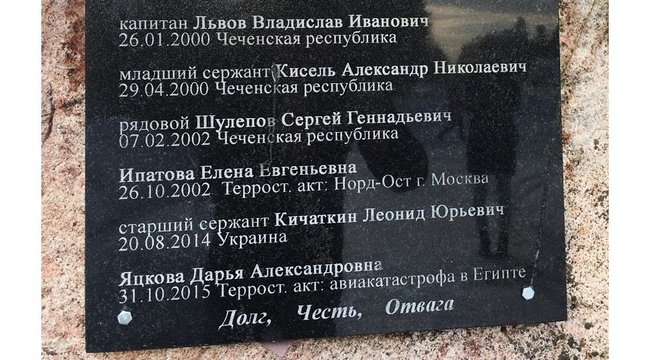 капитан Львов Владислав Иванович
26.01.2000 Чеченская республика
младший сержант Кисель Александр Николаевич
29.04.2000 Чеченская республика
рядовой Шулепов Сергей Геннадьевич
07.02.2002 Чеченская республика
Ипатова Елена Евгеньевна
26.10.2002 Террост. акт: Норд-Ост г. Москва
старший сержант Кичаткин Леонид Юрьевич
20.08.2014 Украина
Яцкова Дарья Александровна
31.10.2015 Террост. акт: авиакатастрофа в Египте
Долг, Честь, Отвага